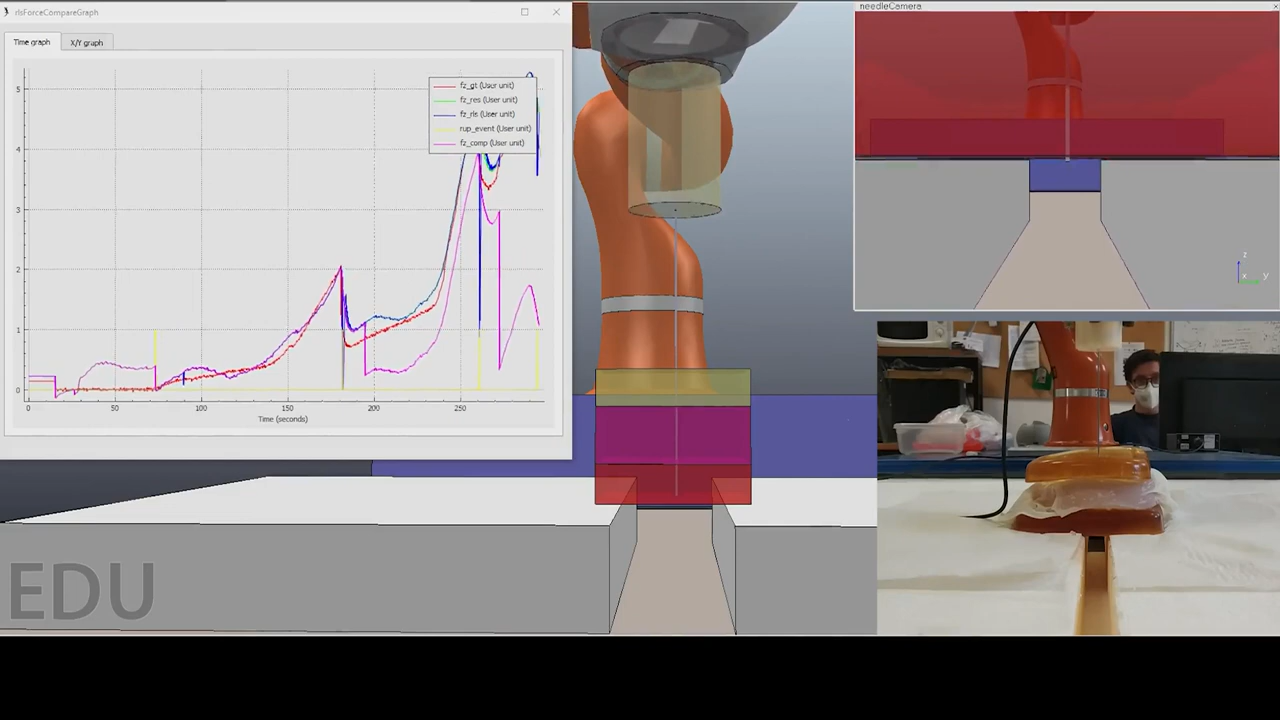 rlsForceCompareGraph
Time graph
X/Y graph
fz_gt (User unit)
fz_res (User unit)
fz_rls (User unit)
rup_event (User unit)
fz_comp (User unit)
5
4
3
2
1
0
0 50 100 150 200 250
Time (seconds)
needleCamera
z
x y
EDU